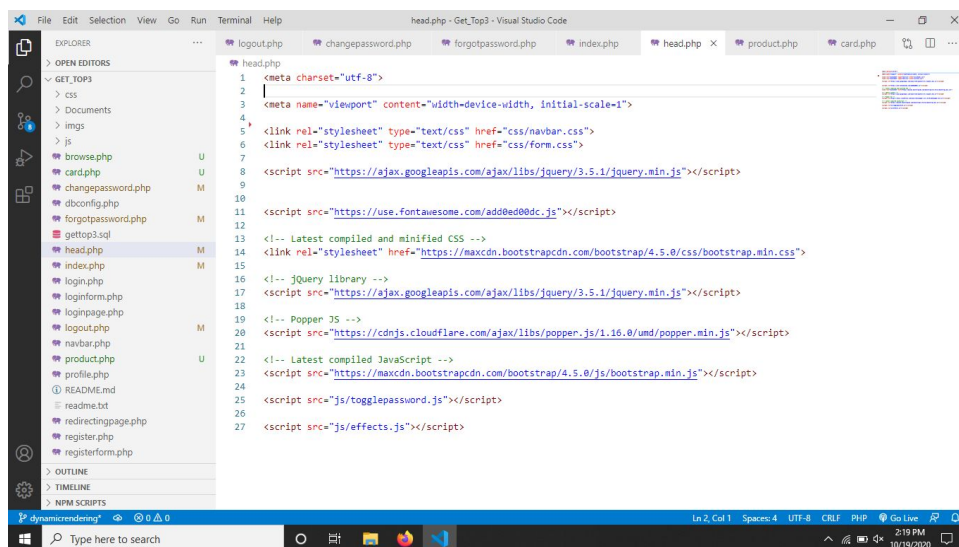 File Edit Selection View Go Run Terminal Help head.php - Get_Top3 - Visual Studio Code
EXPLORER ...
logout.php changepassword.php forgotpassword.php index.php head.php × product.php card.php ...
> OPEN EDITORS
GET_TOP3
> css
> Documents
> imgs
> js
browse.php U
card.php U
changepassword.php M
dbconfig.php
forgotpassword.php M
gettop3.sql
head.php M
index.php M
login.php
loginform.php
loginpage.php
logout.php M
navbar.php
product.php U
profile.php
README.md
readme.txt
redirectingpage.php
register.php
registerform.php
> OUTLINE
> TIMELINE
> NPM SCRIPTS
head.php
1 <meta charset="utf-8">
2
3 <meta name="viewport" content="width=device-width, initial-scale=1">
4
5 <link rel="stylesheet" type="text/css" href="css/navbar.css">
6 <link rel="stylesheet" type="text/css" href="css/form.css">
7
8 <script src="https://ajax.googleapis.com/ajax/libs/jquery/3.5.1/jquery.min.js"></script>
9
10
11 <script src="https://use.fontawesome.com/add0ed00dc.js"></script>
12
13 <!-- Latest compiled and minified CSS -->
14 <link rel="stylesheet" href="https://maxcdn.bootstrapcdn.com/bootstrap/4.5.0/css/bootstrap.min.css">
15
16 <!-- jQuery library -->
17 <script src="https://ajax.googleapis.com/ajax/libs/jquery/3.5.1/jquery.min.js"></script>
18
19 <!-- Popper JS -->
20 <script src="https://cdnjs.cloudflare.com/ajax/libs/popper.js/1.16.0/umd/popper.min.js"></script>
21
22 <!-- Latest compiled JavaScript -->
23 <script src="https://maxcdn.bootstrapcdn.com/bootstrap/4.5.0/js/bootstrap.min.js"></script>
24
25 <script src="js/togglepassword.js"></script>
26
27 <script src="js/effects.js"></script>
dynamicrendering* 0 0 Ln 2, Col 1 Spaces: 4 UTF-8 CRLF PHP Go Live
Type here to search 2:19 PM
10/19/2020